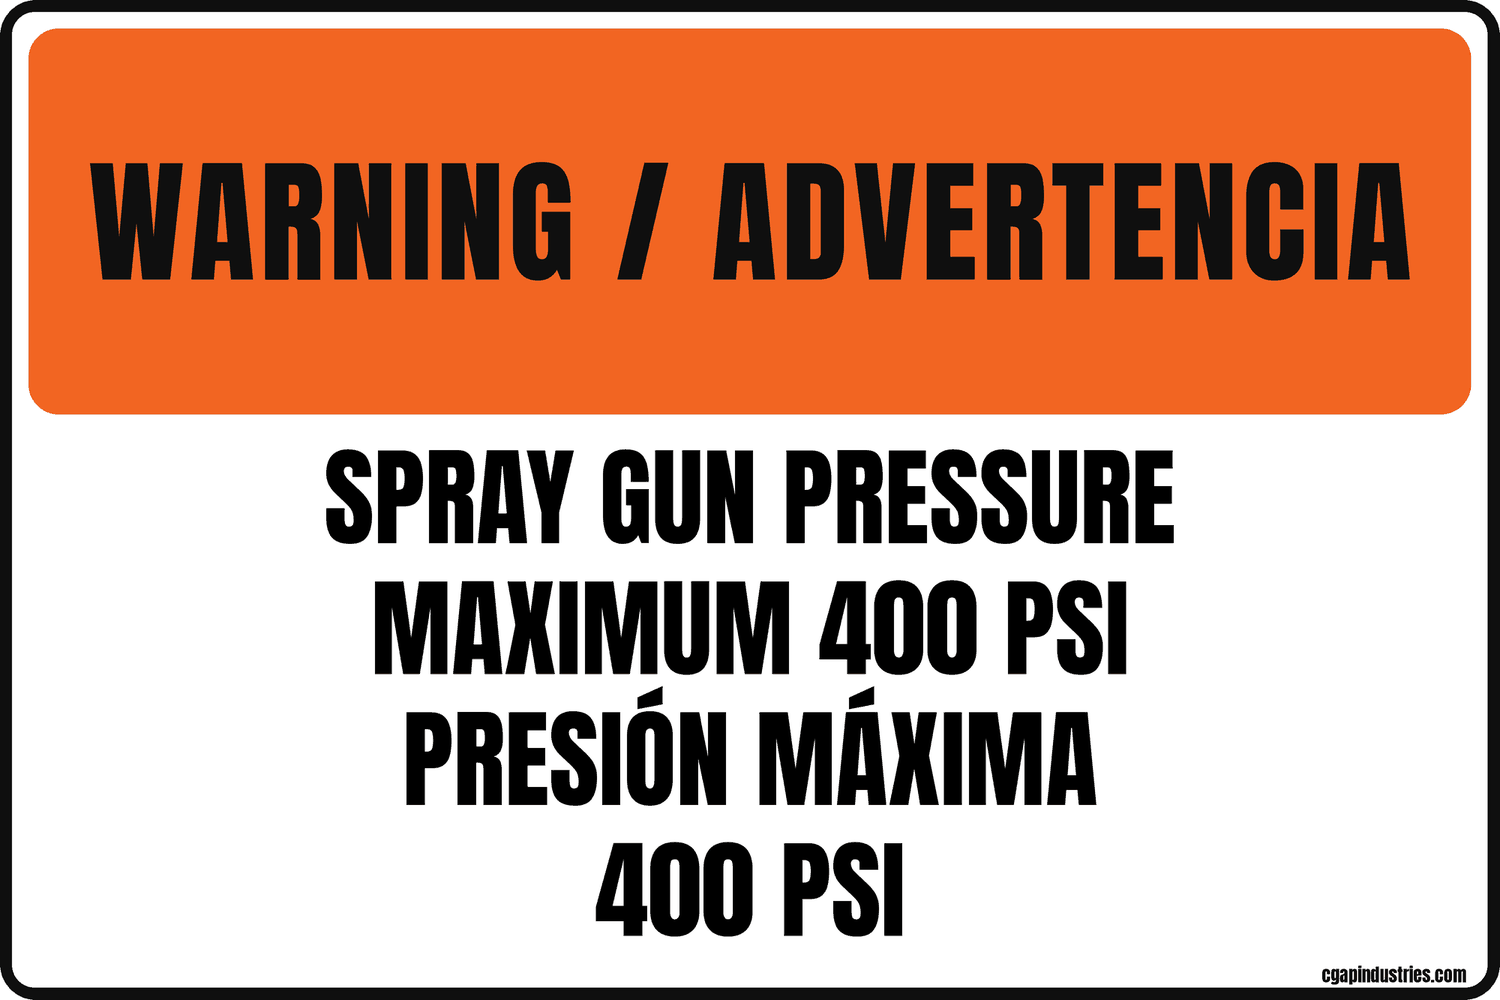 WARNING / ADVERTENCIA
SPRAY GUN PRESSURE
MAXIMUM 400 PSI
PRESIÓN MÁXIMA
400 PSI
cgapindustries.com